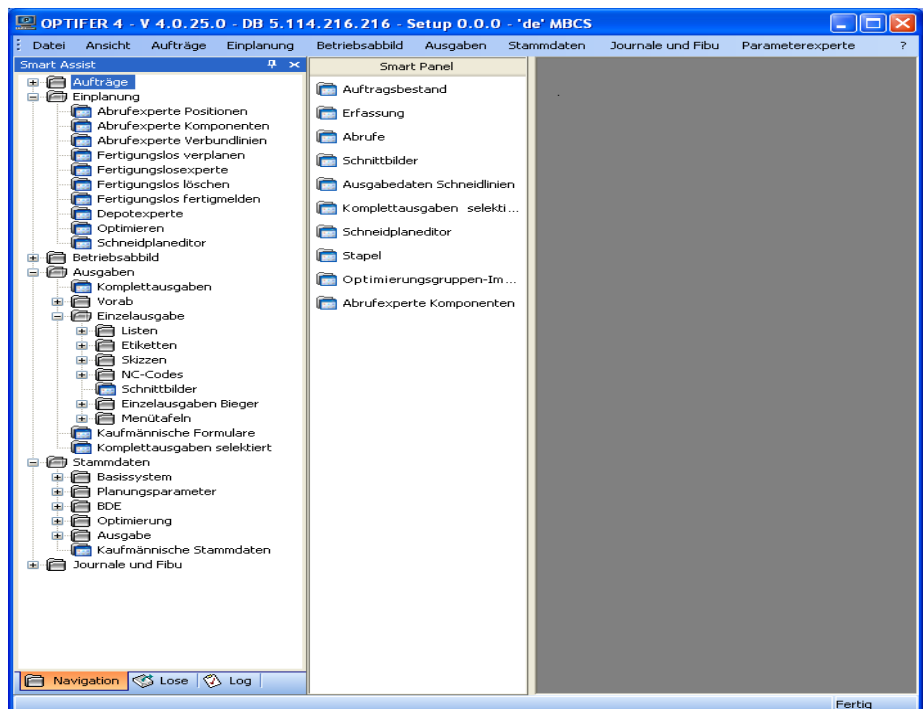 OPTIFER 4 - V 4.0.25.0 - DB 5.114.216.216 - Setup 0.0.0 - 'de' MBCS
Datei Ansicht Aufträge Einplanung Betriebsabbild Ausgaben Stammdaten Journale und Fibu Parameterexperte ?
Smart Assist
Aufträge
Einplanung
Abrufexperte Positionen
Abrufexperte Komponenten
Abrufexperte Verbundlinien
Fertigungslos verplanen
Fertigungslosexperte
Fertigungslos löschen
Fertigungslos fertigmelden
Depotexperte
Optimieren
Schneidplaneditor
Betriebsabbild
Ausgaben
Komplettausgaben
Vorab
Einzelausgabe
Listen
Etiketten
Skizzen
NC-Codes
Schnittbilder
Einzelausgaben Bieger
Menütafeln
Kaufmännische Formulare
Komplettausgaben selektiert
Stammdaten
Basissystem
Planungsparameter
BDE
Optimierung
Ausgabe
Kaufmännische Stammdaten
Journale und Fibu
Navigation Lose Log
Smart Panel
Auftragsbestand
Erfassung
Abrufe
Schnittbilder
Ausgabedaten Schneidlinien
Komplettausgaben selekti...
Schneidplaneditor
Stapel
Optimierungsgruppen-Im...
Abrufexperte Komponenten
Fertig